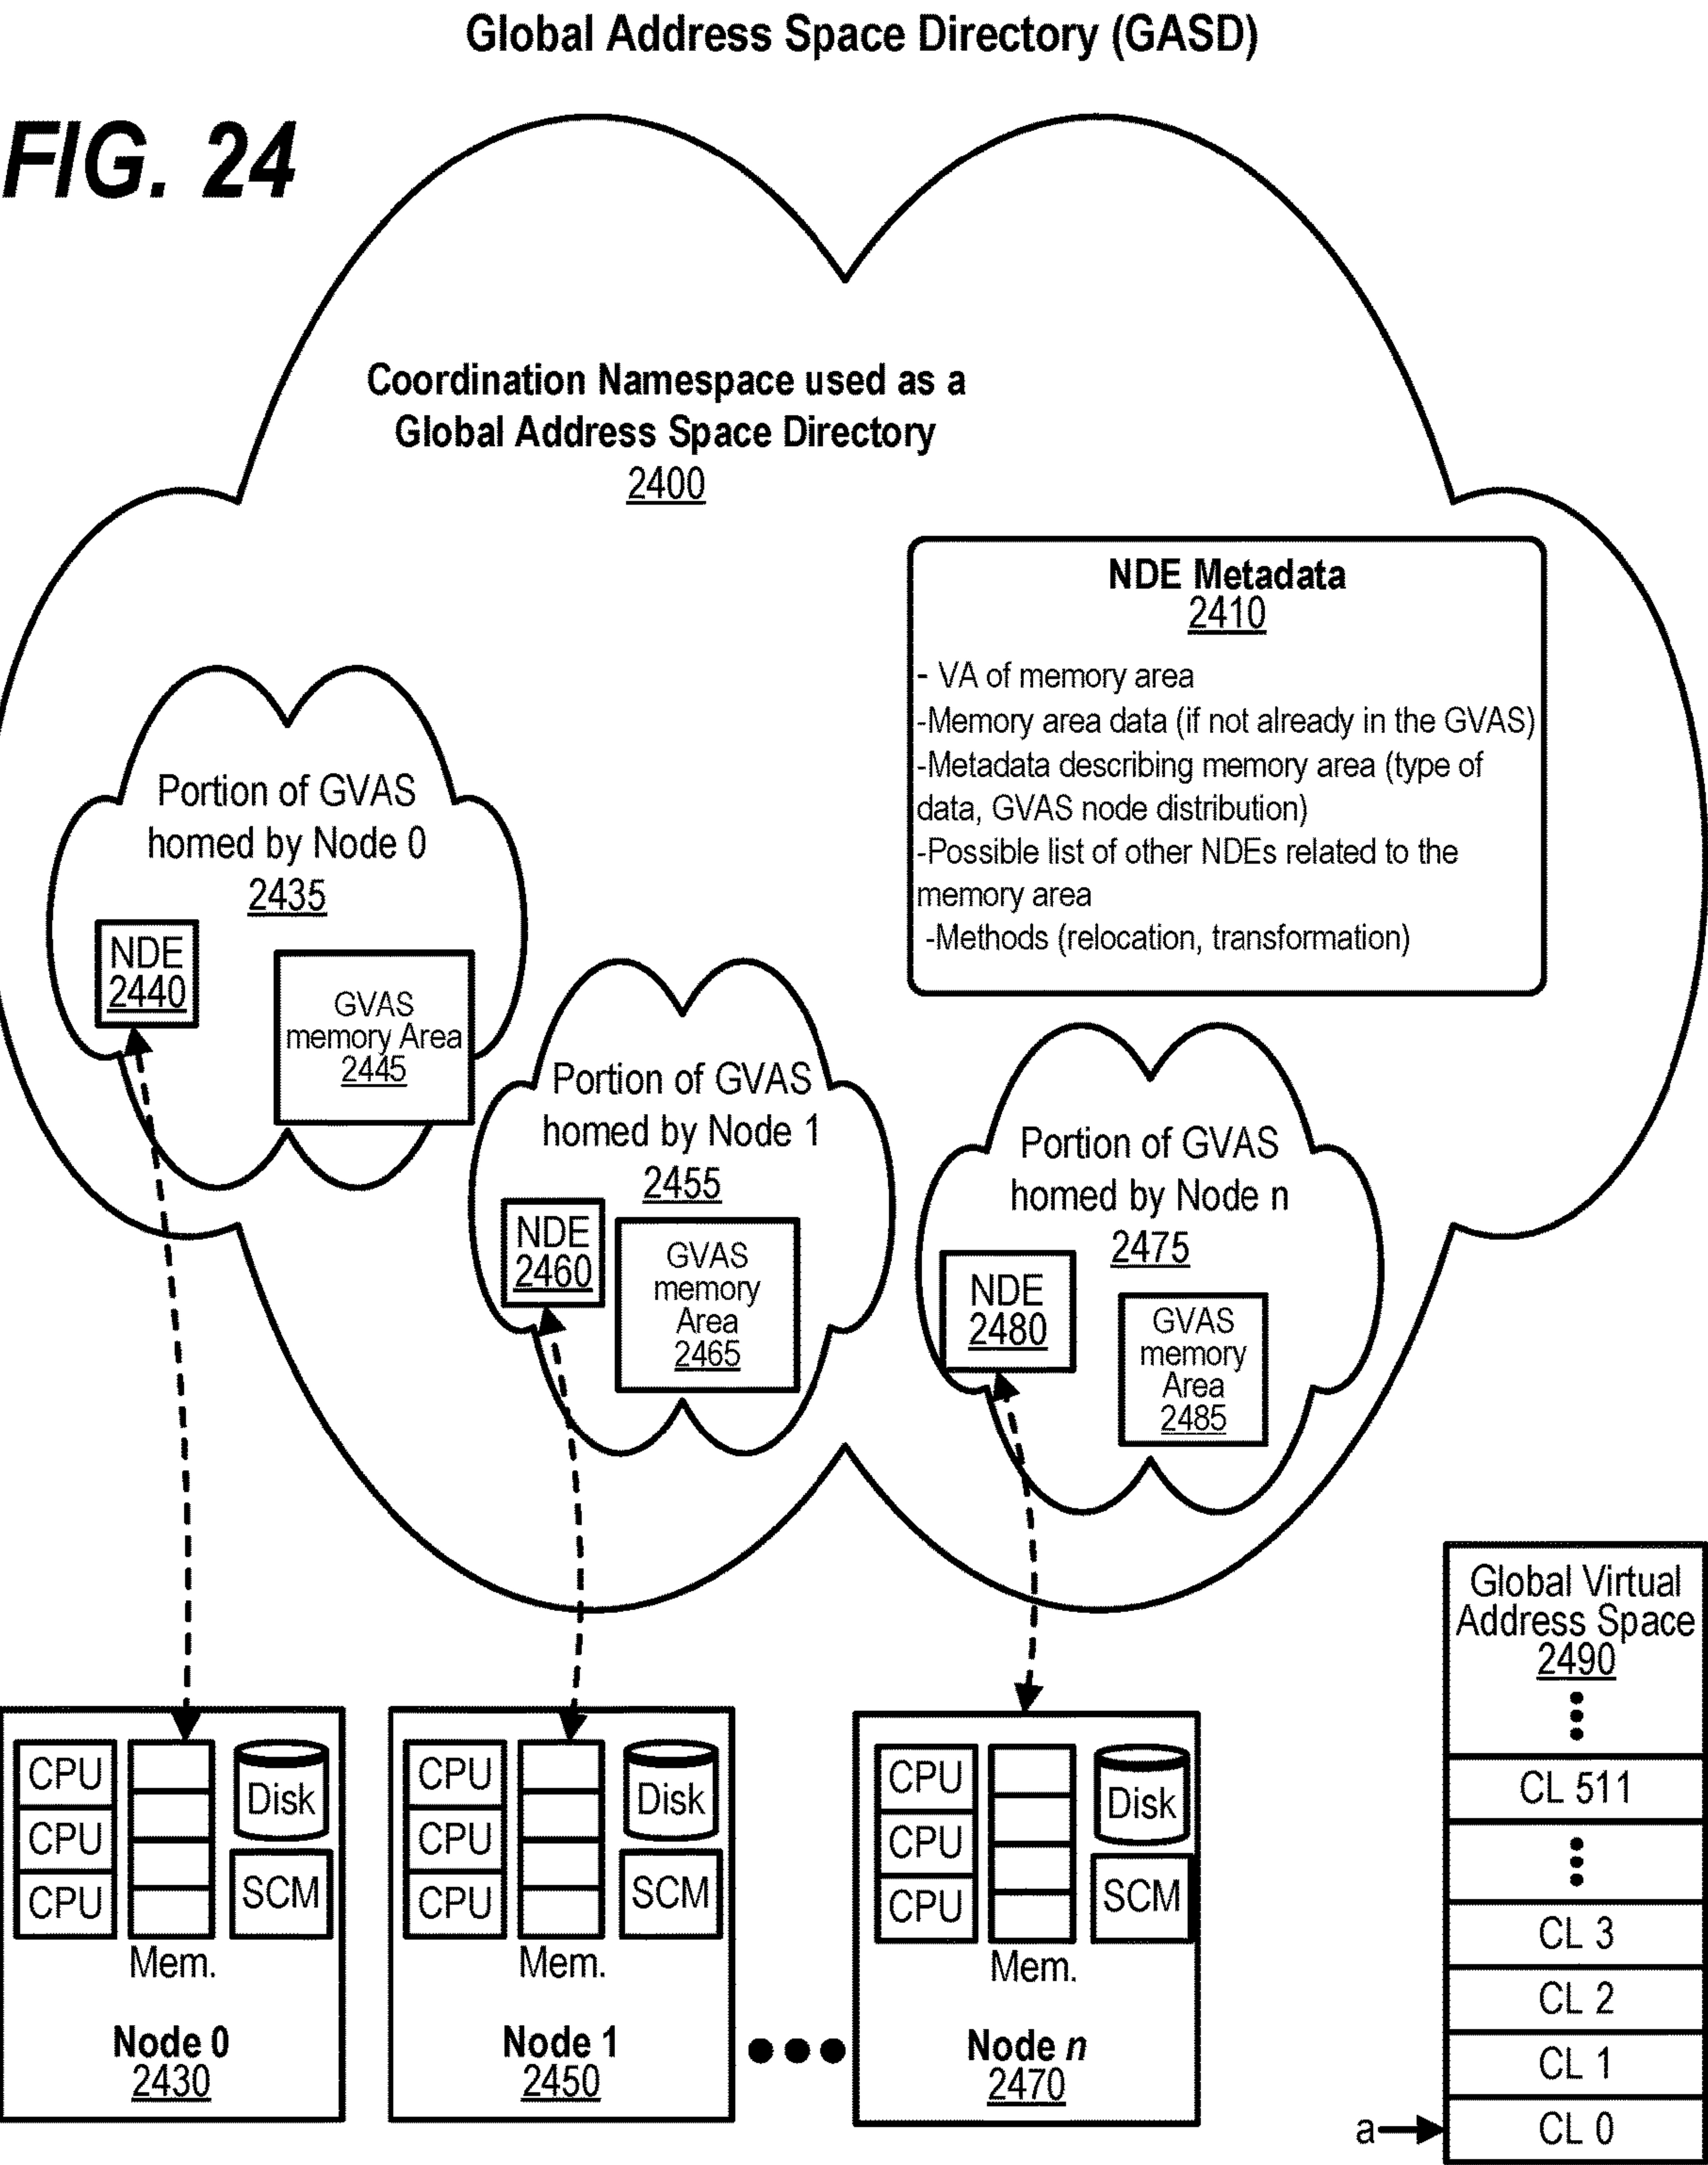 Global Address Space Directory (GASD)
FIG. 24
Coordination Namespace used as a
Global Address Space Directory
2400
NDE Metadata
2410
- VA of memory area
-Memory area data (if not already in the GVAS)
-Metadata describing memory area (type of
data, GVAS node distribution)
-Possible list of other NDEs related to the
memory area
-Methods (relocation, transformation)
Portion of GVAS
homed by Node 0
2435
NDE
2440
GVAS
memory Area
2445
Portion of GVAS
homed by Node 1
2455
NDE
2460
GVAS
memory
Area
2465
Portion of GVAS
homed by Node n
2475
NDE
2480
GVAS
memory
Area
2485
CPU
CPU
CPU
Mem.
Disk
SCM
Node 0
2430
CPU
CPU
CPU
Mem.
Disk
SCM
Node 1
2450
CPU
CPU
CPU
Mem.
Disk
SCM
Node n
2470
Global Virtual
Address Space
2490
CL 511
CL 3
CL 2
CL 1
a
CL 0